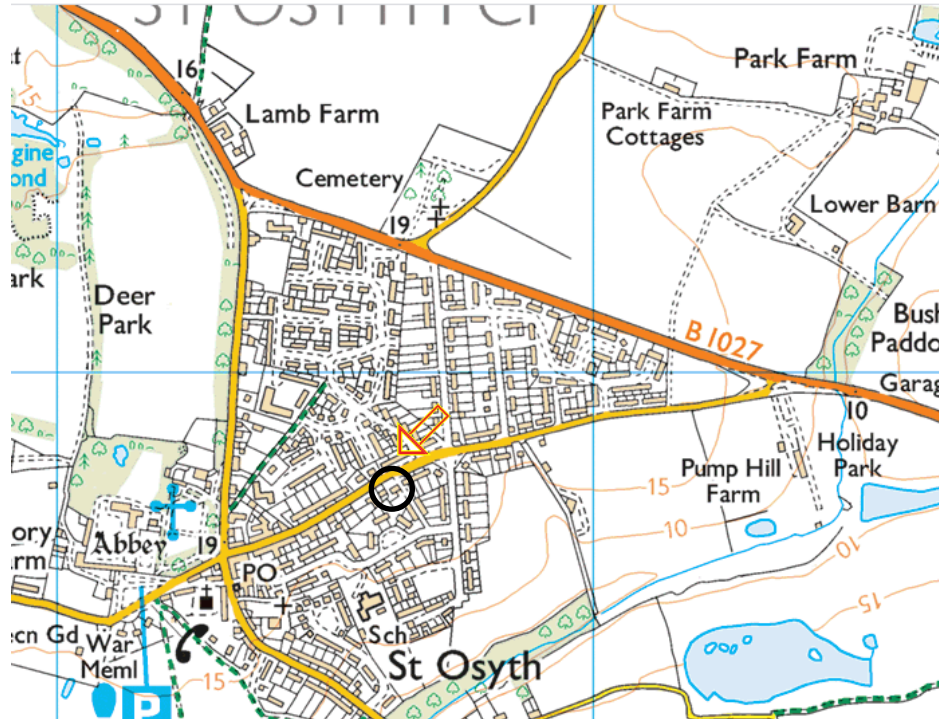 16
15
Lamb Farm
Park Farm
Park Farm
Cottages
Cemetery
19
Lower Barn
Deer
Park
B 1027
10
Holiday
Park
Pump Hill
Farm
15
10
10
15
Abbey
19
PO
Sch
War
Meml
15
St Osyth
P